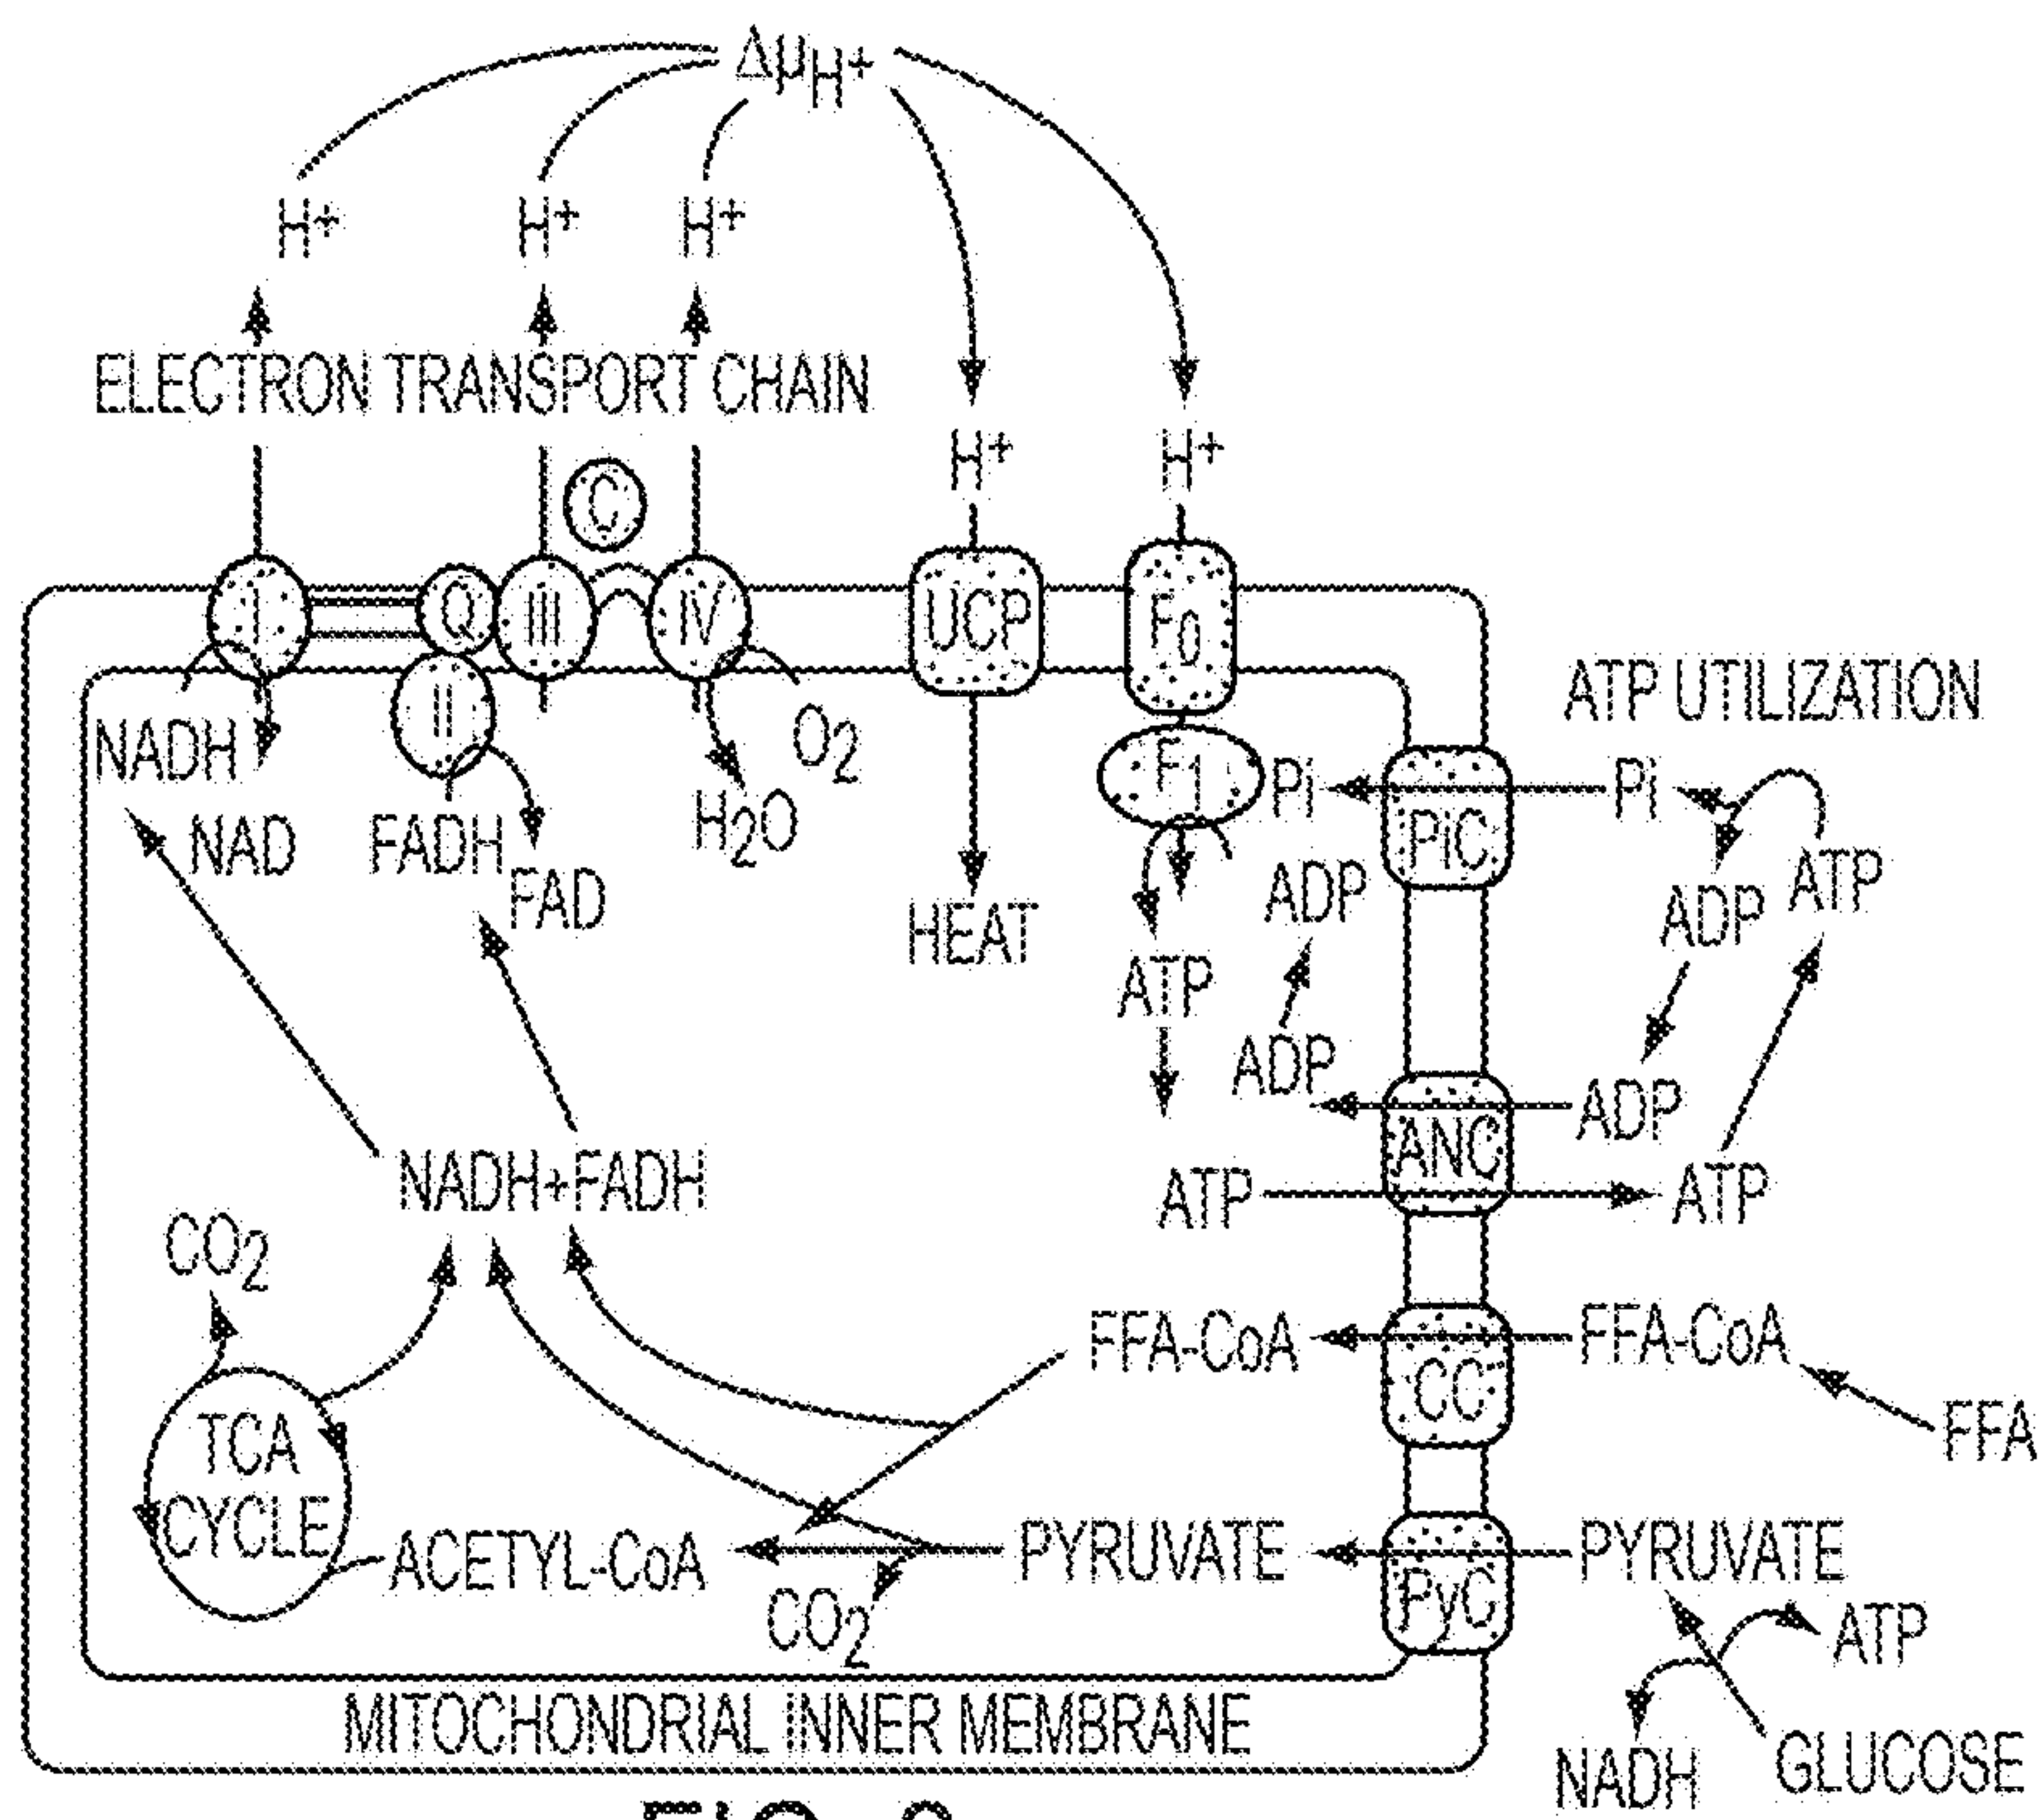 ΔμH+
H+ H+ H+
ELECTRON TRANSPORT CHAIN
H+ H+
C
I Q III IV UCP F0
II
ATP UTILIZATION
NADH O2 F1 Pi Pi
NAD FADH H2O PiC
FAD HEAT ADP ADP ATP
ATP
ADP ADP
ANC
NADH+FADH ATP ATP
CO2
FFA-CoA FFA-CoA
CC
FFA
TCA
CYCLE
ACETYL-CoA PYRUVATE PYRUVATE
CO2 PyC ATP
MITOCHONDRIAL INNER MEMBRANE
NADH GLUCOSE